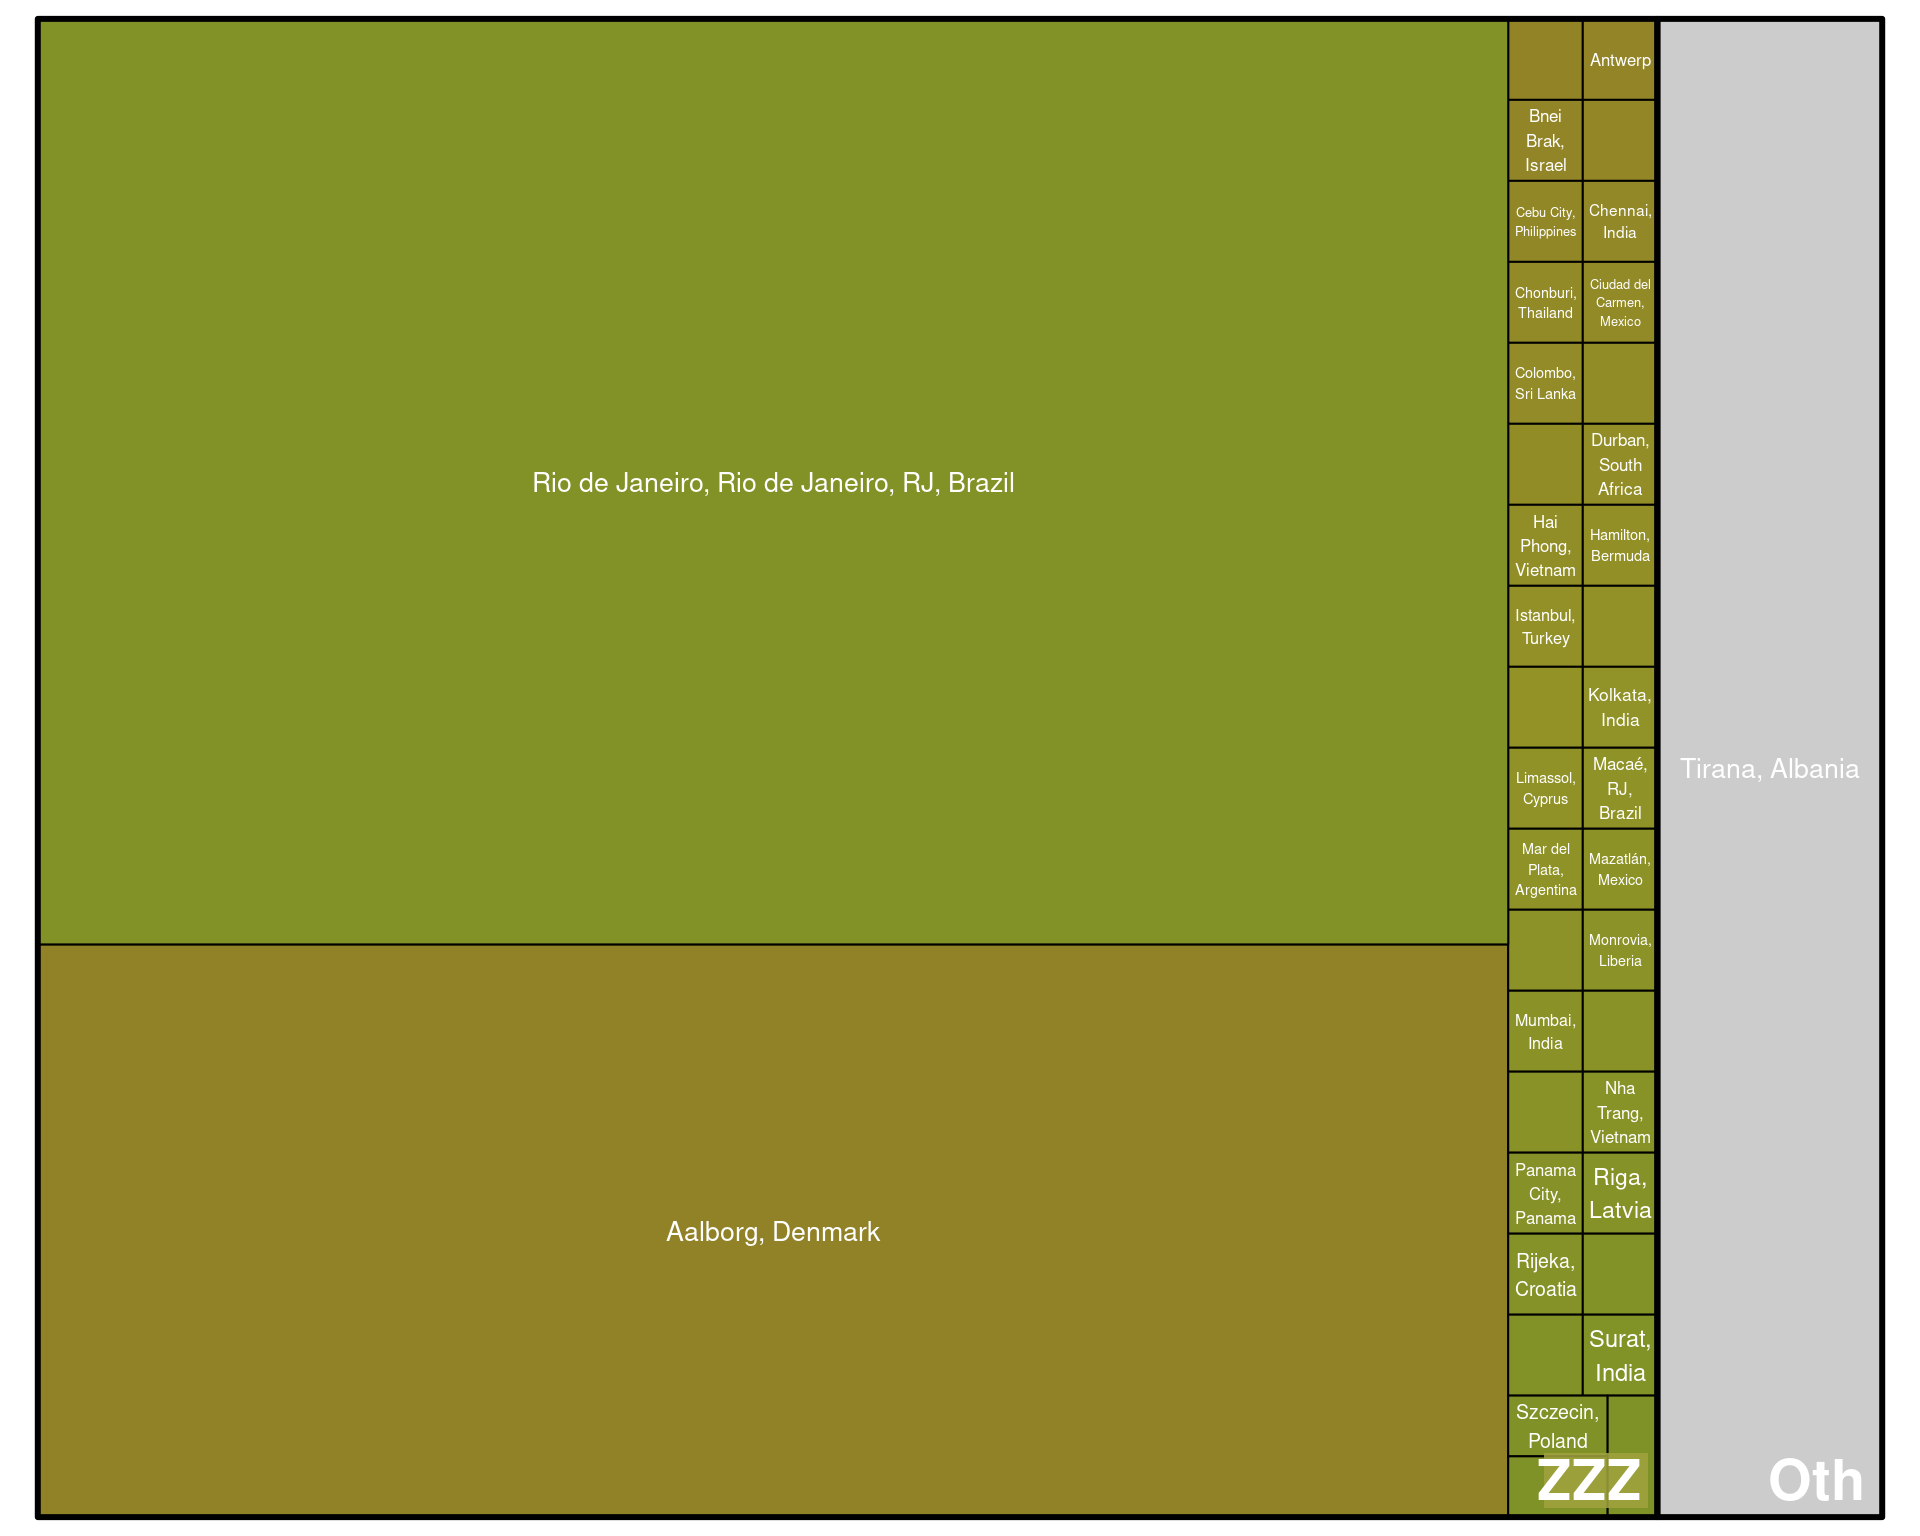 Rio de Janeiro, Rio de Janeiro, RJ, Brazil
Aalborg, Denmark
Antwerp
Bnei
Brak,
Israel
Cebu City,
Philippines
Chennai,
India
Chonburi,
Thailand
Ciudad del
Carmen,
Mexico
Colombo,
Sri Lanka
Durban,
South
Africa
Hai
Phong,
Vietnam
Hamilton,
Bermuda
Istanbul,
Turkey
Kolkata,
India
Limassol,
Cyprus
Macaé,
RJ,
Brazil
Mar del
Plata,
Argentina
Mazatlán,
Mexico
Monrovia,
Liberia
Mumbai,
India
Nha
Trang,
Vietnam
Panama
City,
Panama
Riga,
Latvia
Rijeka,
Croatia
Surat,
India
Szczecin,
Poland
ZZZ
Tirana, Albania
Oth